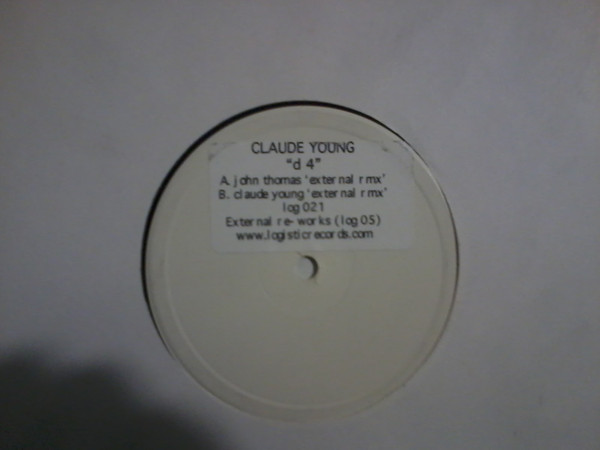 CLAUDE YOUNG
"d 4"
A. john thomas 'external rmx'
B. claude young 'external rmx'
log 021
External re-works (log 05)
www.logisticrecords.com